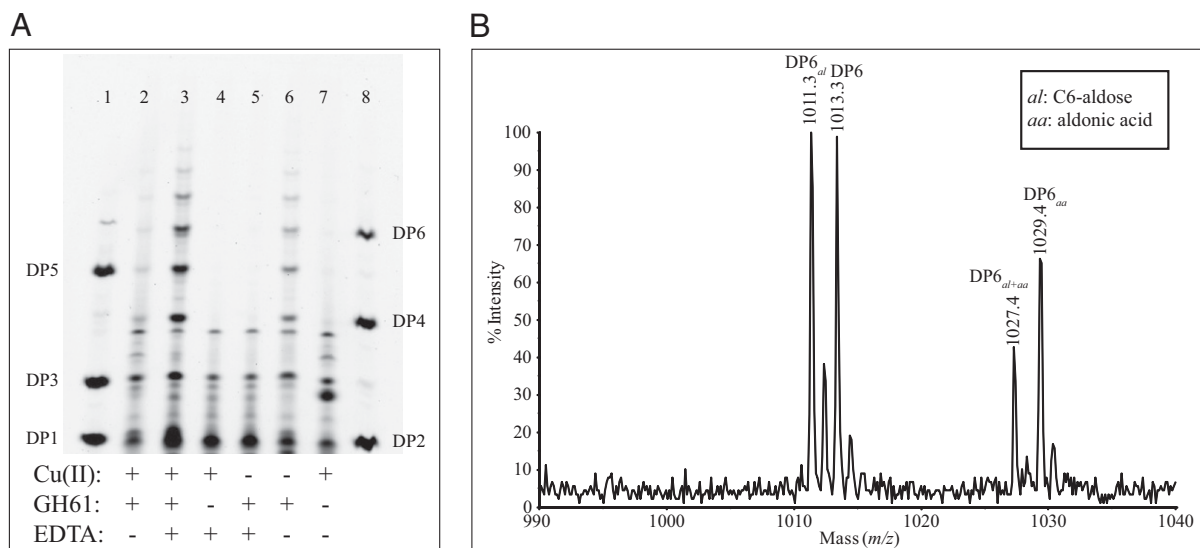 A
1 2 3 4 5 6 7 8
DP6
DP5
DP4
DP3
DP1
DP2
Cu(II): + + + - - +
GH61: + + - + + -
EDTA: - + + + - -
B
DP6al DP6
1011.3 1013.3
al: C6-aldose
aa: aldonic acid
DP6aa
1029.4
DP6al+aa
1027.4
% Intensity
100
90
80
70
60
50
40
30
20
10
0
990 1000 1010 1020 1030 1040
Mass (m/z)